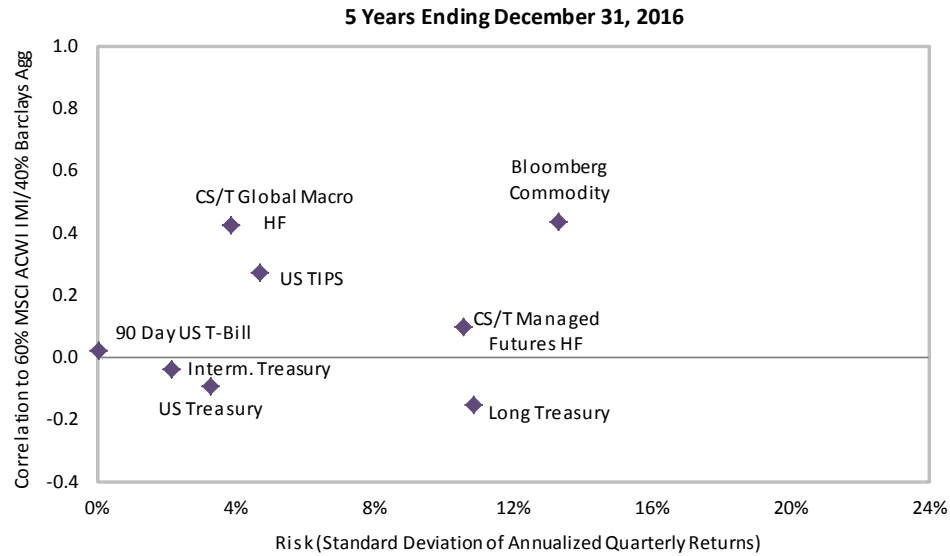 5 Years Ending December 31, 2016
Correlation to 60% MSCI ACWI IMI/40% Barclays Agg
1.0
0.8
0.6
0.4
0.2
0.0
-0.2
-0.4
Bloomberg
Commodity
CS/T Global Macro
HF
US TIPS
90 Day US T-Bill
CS/T Managed
Futures HF
Interm. Treasury
US Treasury
Long Treasury
0%
4%
8%
12%
16%
20%
24%
Risk (Standard Deviation of Annualized Quarterly Returns)